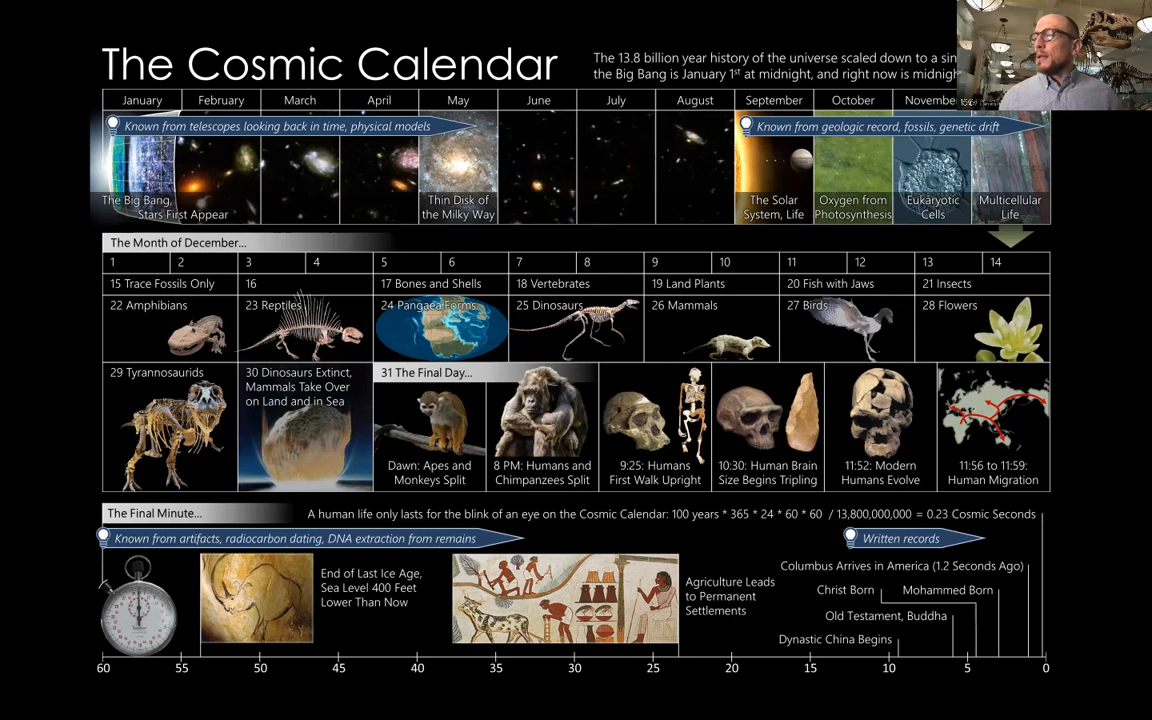 The Cosmic Calendar
The 13.8 billion year history of the universe scaled down to a sin
the Big Bang is January 1st at midnight, and right now is midnigh
January February March April May June July August September October Novembe
Known from telescopes looking back in time, physical models
Known from geologic record, fossils, genetic drift
The Big Bang,
Stars First Appear
Thin Disk of
the Milky Way
The Solar
System, Life
Oxygen from
Photosynthesis
Eukaryotic
Cells
Multicellular
Life
The Month of December...
1 2 3 4 5 6 7 8 9 10 11 12 13 14
15 Trace Fossils Only 16 17 Bones and Shells 18 Vertebrates 19 Land Plants 20 Fish with Jaws 21 Insects
22 Amphibians 23 Reptiles 24 Pangaea Forms 25 Dinosaurs 26 Mammals 27 Birds 28 Flowers
29 Tyrannosaurids
30 Dinosaurs Extinct,
Mammals Take Over
on Land and in Sea
31 The Final Day...
Dawn: Apes and
Monkeys Split
8 PM: Humans and
Chimpanzees Split
9:25: Humans
First Walk Upright
10:30: Human Brain
Size Begins Tripling
11:52: Modern
Humans Evolve
11:56 to 11:59:
Human Migration
The Final Minute...
A human life only lasts for the blink of an eye on the Cosmic Calendar: 100 years * 365 * 24 * 60 * 60 / 13,800,000,000 = 0.23 Cosmic Seconds
Known from artifacts, radiocarbon dating, DNA extraction from remains
Written records
End of Last Ice Age,
Sea Level 400 Feet
Lower Than Now
Agriculture Leads
to Permanent
Settlements
Columbus Arrives in America (1.2 Seconds Ago)
Christ Born
Mohammed Born
Old Testament, Buddha
Dynastic China Begins
60 55 50 45 40 35 30 25 20 15 10 5 0